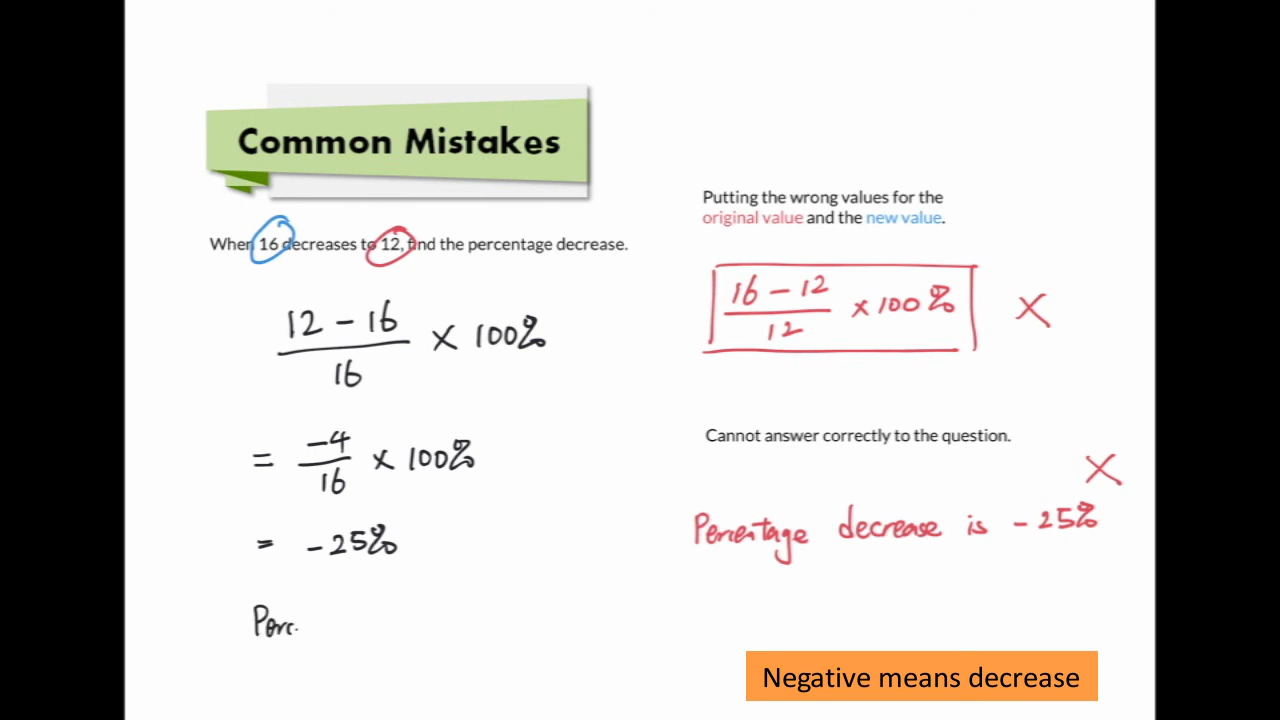 Common Mistakes
When 16 decreases to 12, find the percentage decrease.
12 - 16
16
× 100%
= -4
16
× 100%
= -25%
Perc.
Putting the wrong values for the
original value and the new value.
16 - 12
12
× 100%
×
Cannot answer correctly to the question.
×
Percentage decrease is -25%
Negative means decrease